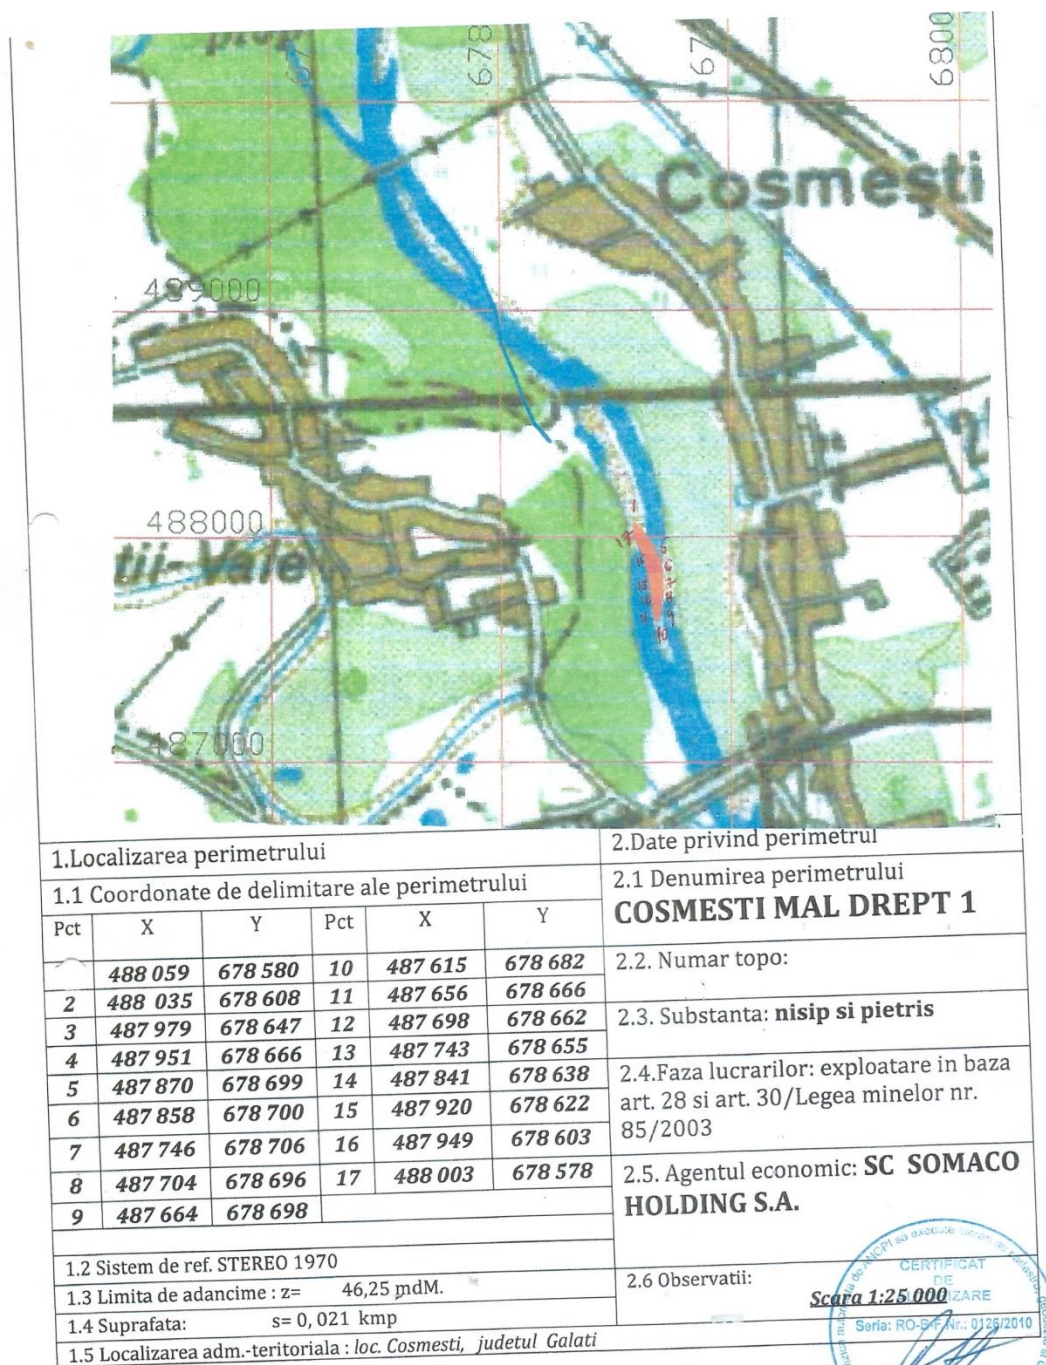 678
67
6800
Cosmești
489000
488000
tii-Vale
487000
1
17
10
1.Localizarea perimetrului
2.Date privind perimetrul
1.1 Coordonate de delimitare ale perimetrului
2.1 Denumirea perimetrului
COSMESTI MAL DREPT 1
Pct X Y Pct X Y
488 059 678 580 10 487 615 678 682
2 488 035 678 608 11 487 656 678 666
3 487 979 678 647 12 487 698 678 662
4 487 951 678 666 13 487 743 678 655
5 487 870 678 699 14 487 841 678 638
6 487 858 678 700 15 487 920 678 622
7 487 746 678 706 16 487 949 678 603
8 487 704 678 696 17 488 003 678 578
9 487 664 678 698
2.2. Numar topo:
2.3. Substanta: nisip si pietris
2.4.Faza lucrarilor: exploatare in baza
art. 28 si art. 30/Legea minelor nr.
85/2003
2.5. Agentul economic: SC SOMACO
HOLDING S.A.
1.2 Sistem de ref. STEREO 1970
1.3 Limita de adancime : z= 46,25 mdM.
1.4 Suprafata: s= 0, 021 kmp
1.5 Localizarea adm.-teritoriala : loc. Cosmesti, judetul Galati
2.6 Observatii:
Scara 1:25 000
CERTIFICAT
DE
Seria: RO-B-F Nr.: 0126/2010